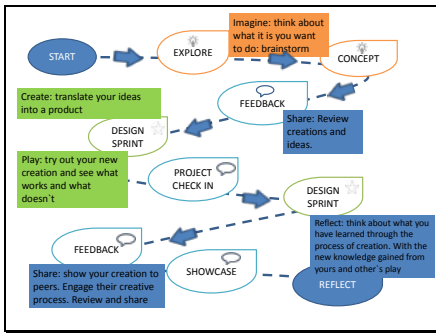 Imagine: think about
what it is you want
to do: brainstorm
START
EXPLORE
CONCEPT
Create: translate your ideas
into a product
FEEDBACK
Share: Review
creations and
ideas.
DESIGN
SPRINT
Play: try out your new
creation and see what
works and what
doesn`t
PROJECT
CHECK IN
DESIGN
SPRINT
Reflect: think about what you
have learned through the
process of creation. With the
new knowledge gained from
yours and other`s play
FEEDBACK
Share: show your creation to
peers. Engage their creative
process. Review and share
SHOWCASE
REFLECT